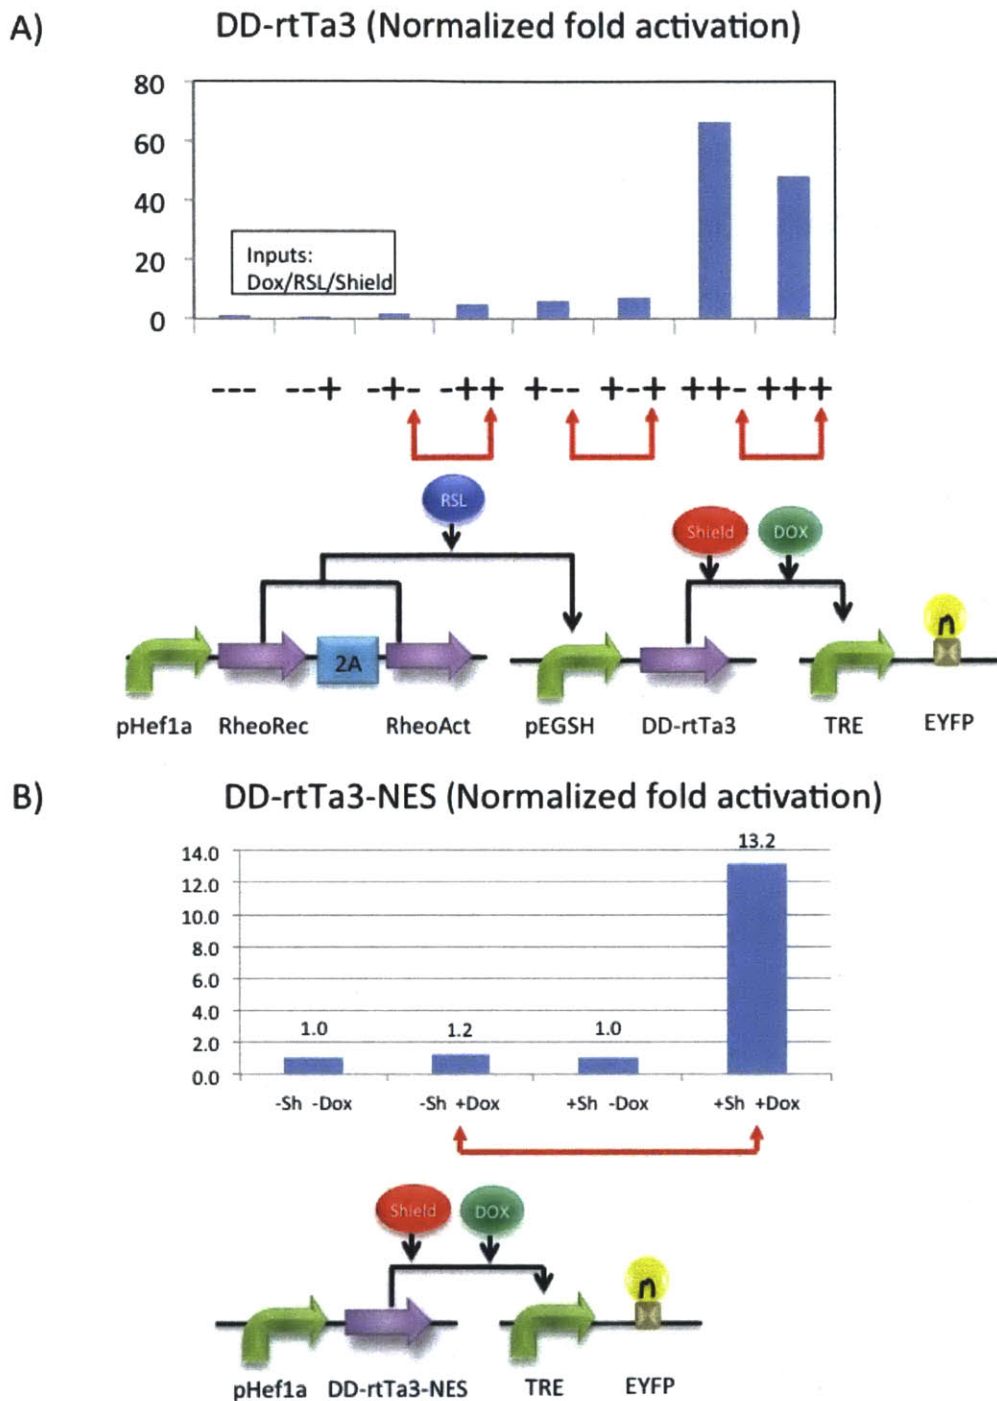 A) DD-rtTa3 (Normalized fold activation)
80
60
40
20
0
Inputs:
Dox/RSL/Shield
--- --+ -+- -++ +-- +-+ ++- +++
RSL
Shield DOX
2A
n
pHef1a RheoRec RheoAct pEGSH DD-rtTa3 TRE EYFP
B) DD-rtTa3-NES (Normalized fold activation)
14.0
12.0
10.0
8.0
6.0
4.0
2.0
0.0
1.0 1.2 1.0 13.2
-Sh -Dox -Sh +Dox +Sh -Dox +Sh +Dox
Shield DOX
n
pHef1a DD-rtTa3-NES TRE EYFP